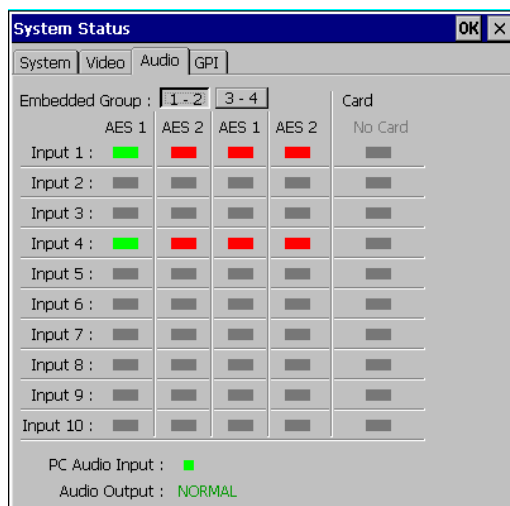 System Status OK ×
System Video Audio GPI
Embedded Group : 1 - 2 3 - 4 Card
AES 1 AES 2 AES 1 AES 2 No Card
Input 1 :
Input 2 :
Input 3 :
Input 4 :
Input 5 :
Input 6 :
Input 7 :
Input 8 :
Input 9 :
Input 10 :
PC Audio Input :
Audio Output : NORMAL